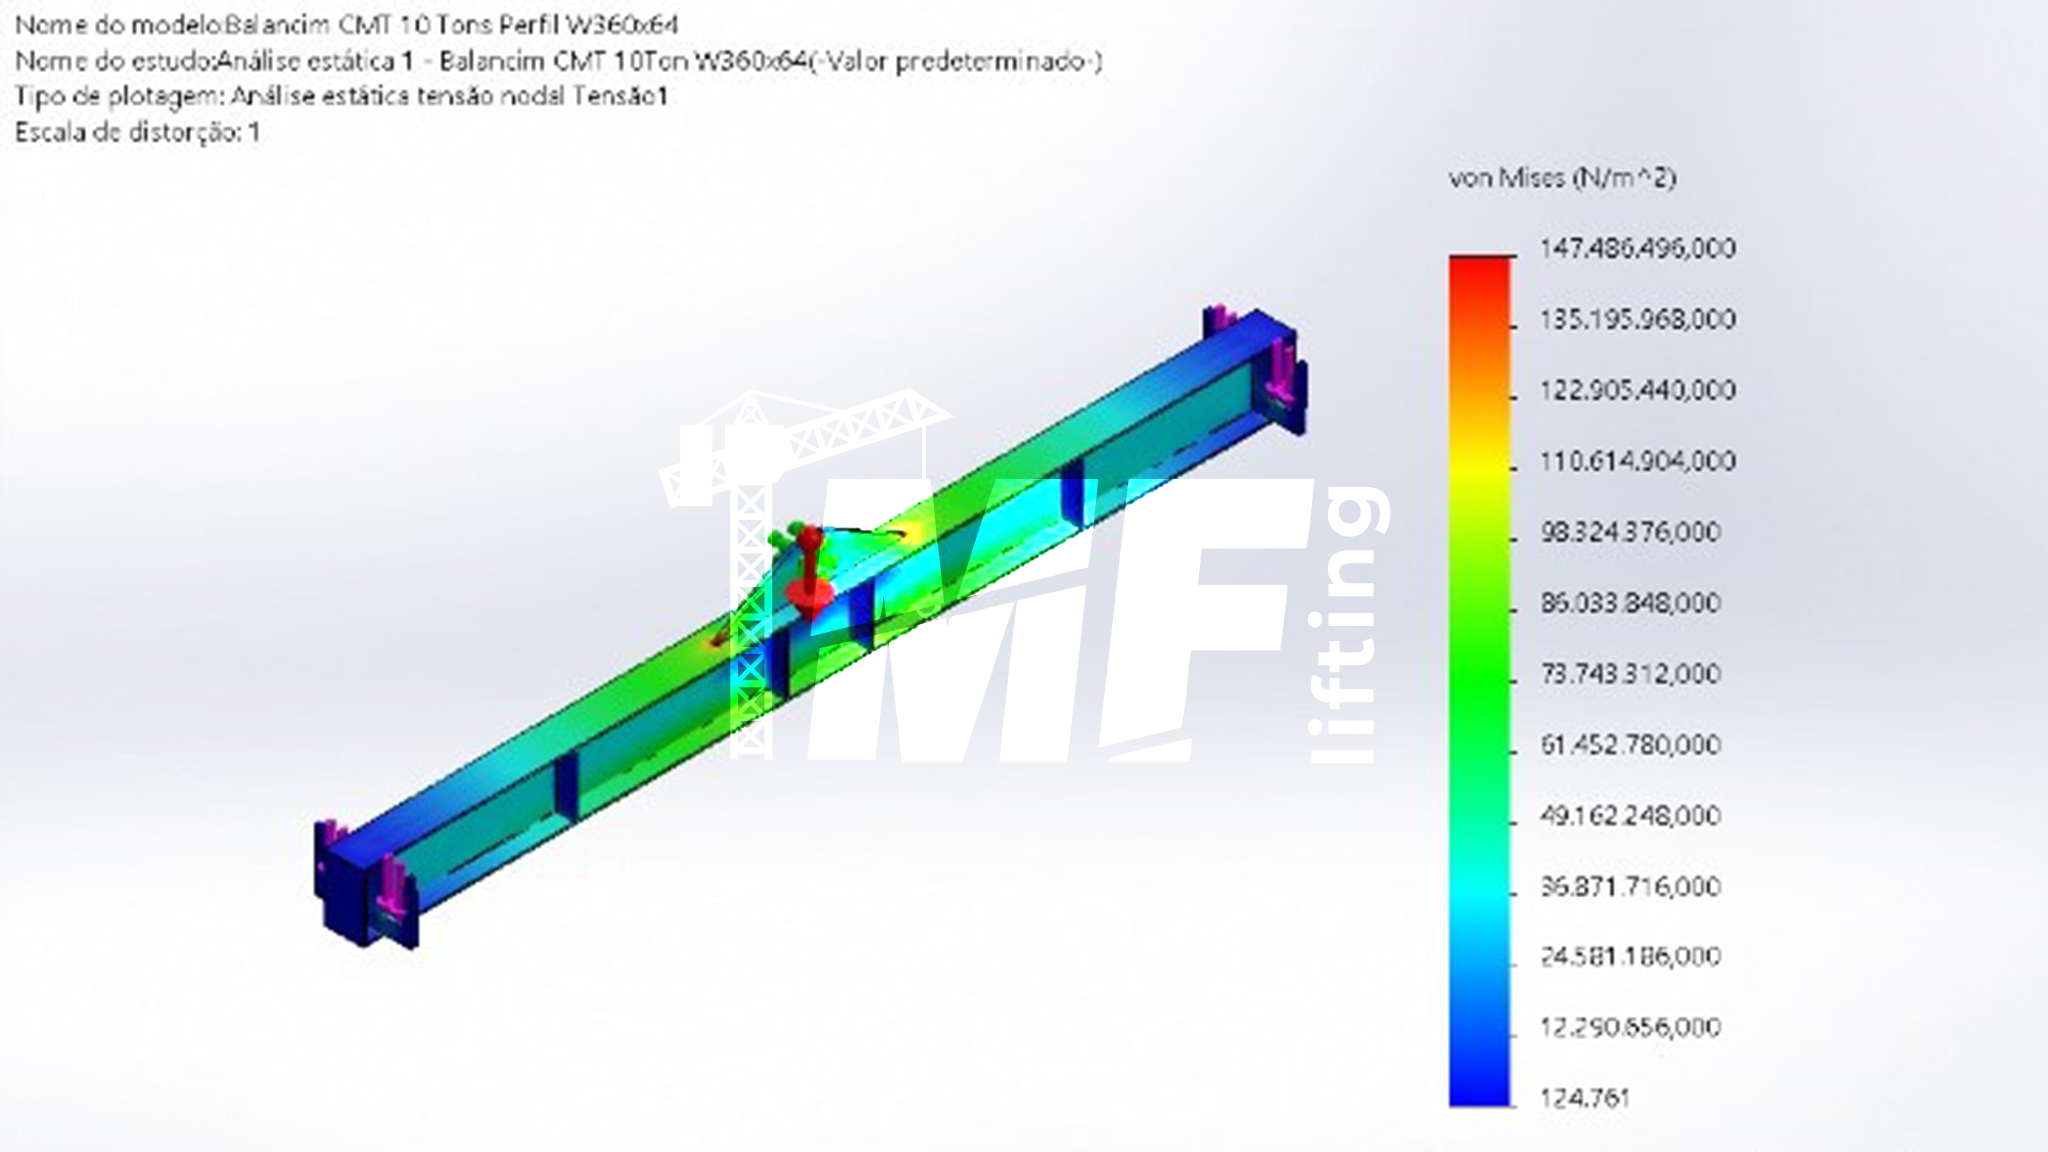 Nome do modelo:Balancim CMT 10 Tons Perfil W360x64
Nome do estudo:Análise estática 1 - Balancim CMT 10Ton W360x64(-Valor predeterminado-)
Tipo de plotagem: Análise estática tensão nodal Tensão1
Escala de distorção: 1
von Mises (N/m^2)
147.486.496,000
135.195.968,000
122.905.440,000
110.614.904,000
98.324.376,000
86.033.848,000
73.743.312,000
61.452.780,000
49.162.248,000
36.871.716,000
24.581.186,000
12.290.656,000
124.761
MF
lifting